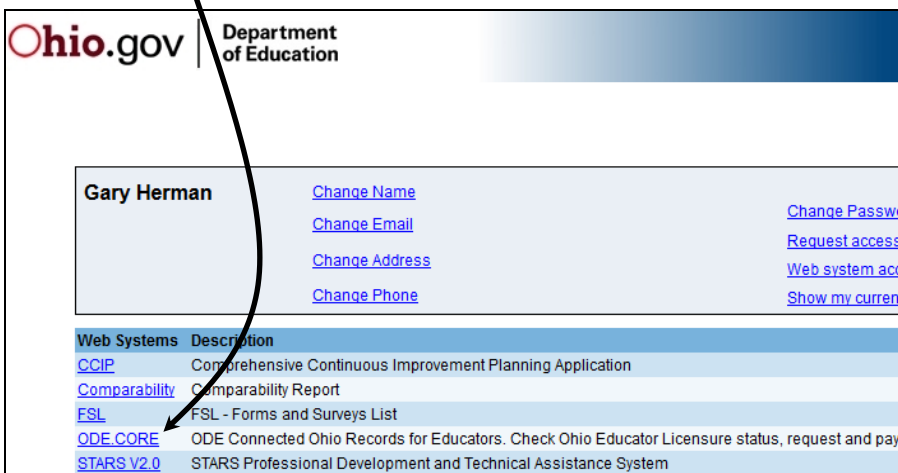 Ohio.gov Department of Education
Gary Herman
Change Name
Change Email
Change Address
Change Phone
Change Passw
Request access
Web system acc
Show my curren
Web Systems Description
CCIP Comprehensive Continuous Improvement Planning Application
Comparability Comparability Report
FSL FSL - Forms and Surveys List
ODE.CORE ODE Connected Ohio Records for Educators. Check Ohio Educator Licensure status, request and pay
STARS V2.0 STARS Professional Development and Technical Assistance System